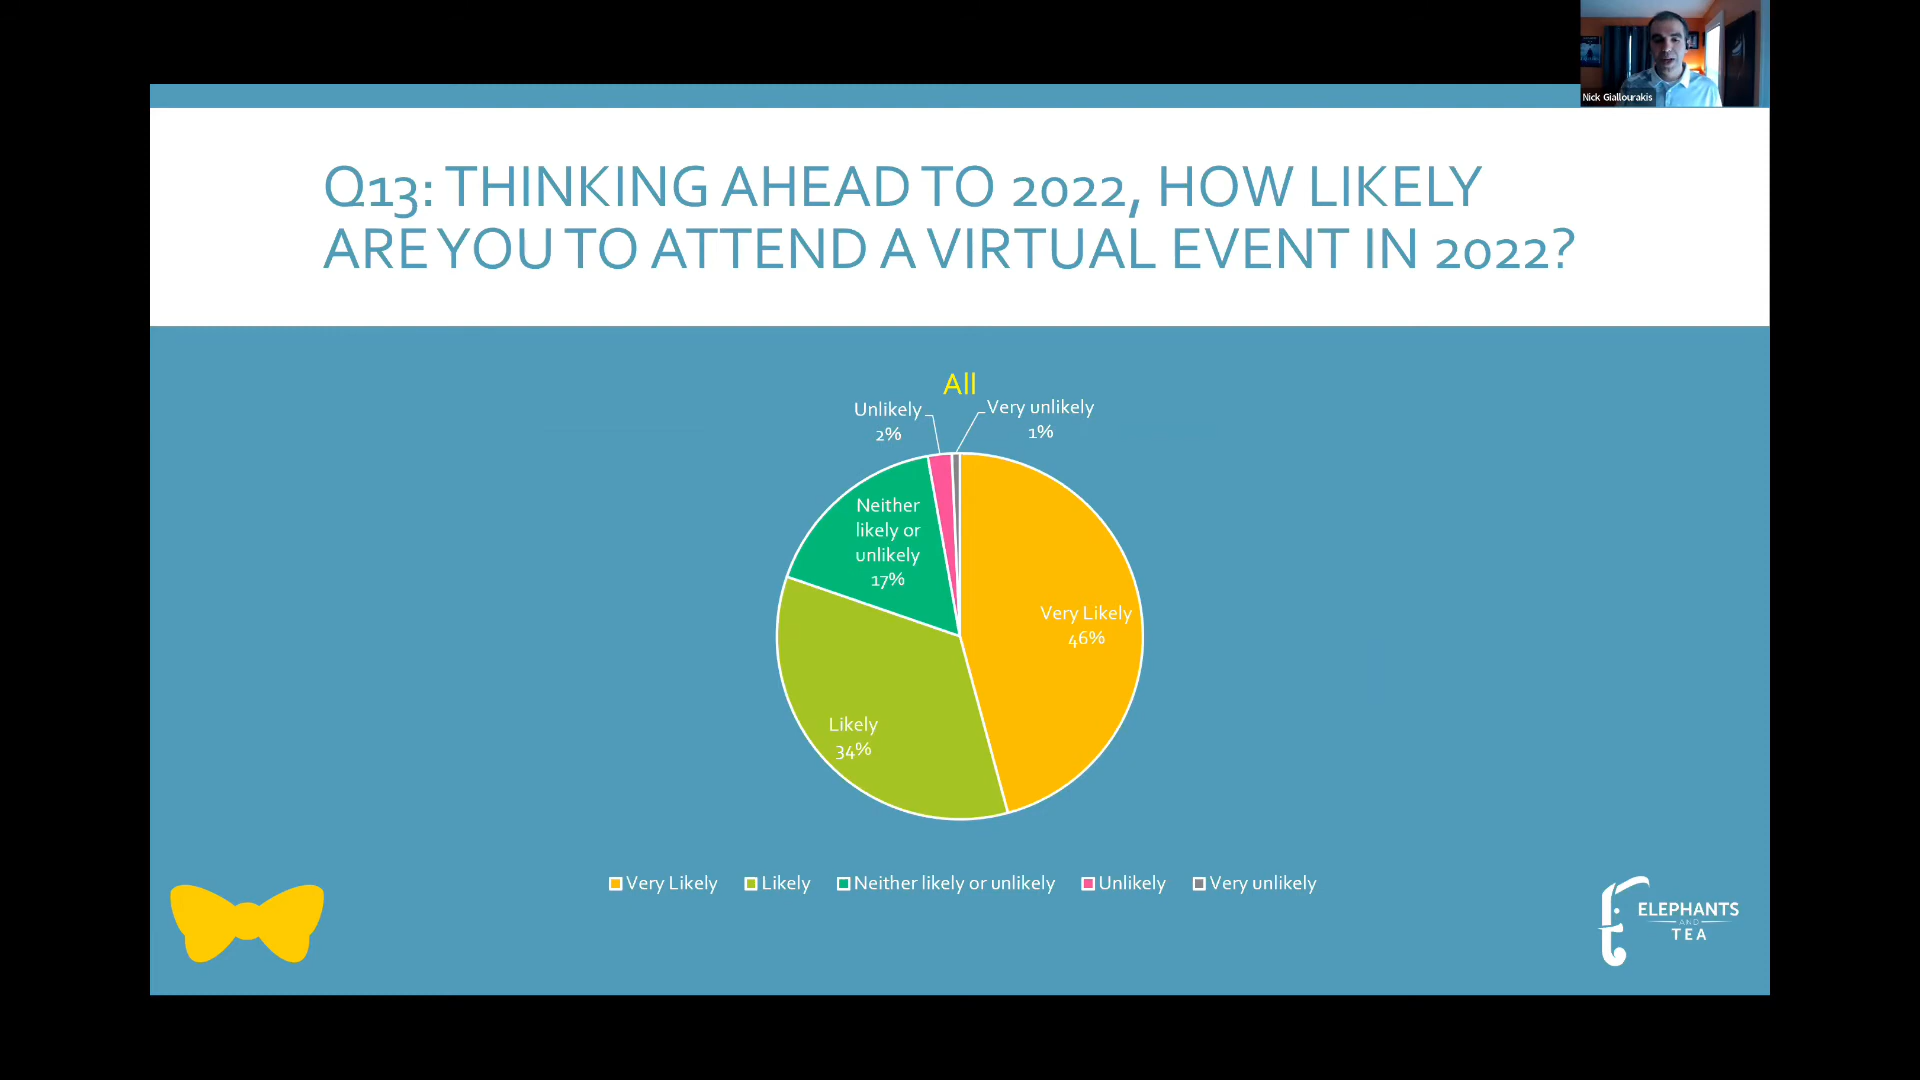 Nick Giallourakis
Q13: THINKING AHEAD TO 2022, HOW LIKELY
ARE YOU TO ATTEND A VIRTUAL EVENT IN 2022?
All
Unlikely
2%
Very unlikely
1%
Neither
likely or
unlikely
17%
Very Likely
46%
Likely
34%
Very Likely
Likely
Neither likely or unlikely
Unlikely
Very unlikely
ELEPHANTS
AND
TEA